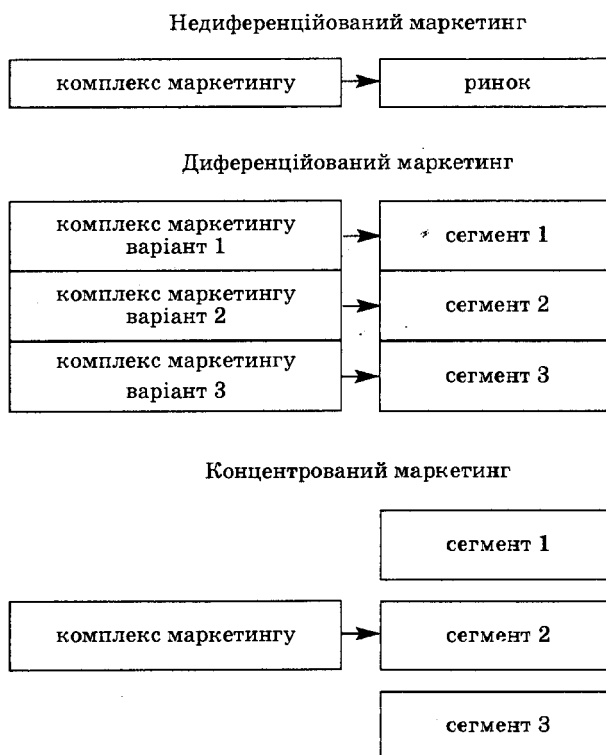 Недиференційований маркетинг
комплекс маркетингу
ринок
Диференційований маркетинг
комплекс маркетингу
варіант 1
сегмент 1
комплекс маркетингу
варіант 2
сегмент 2
комплекс маркетингу
варіант 3
сегмент 3
Концентрований маркетинг
сегмент 1
комплекс маркетингу
сегмент 2
сегмент 3